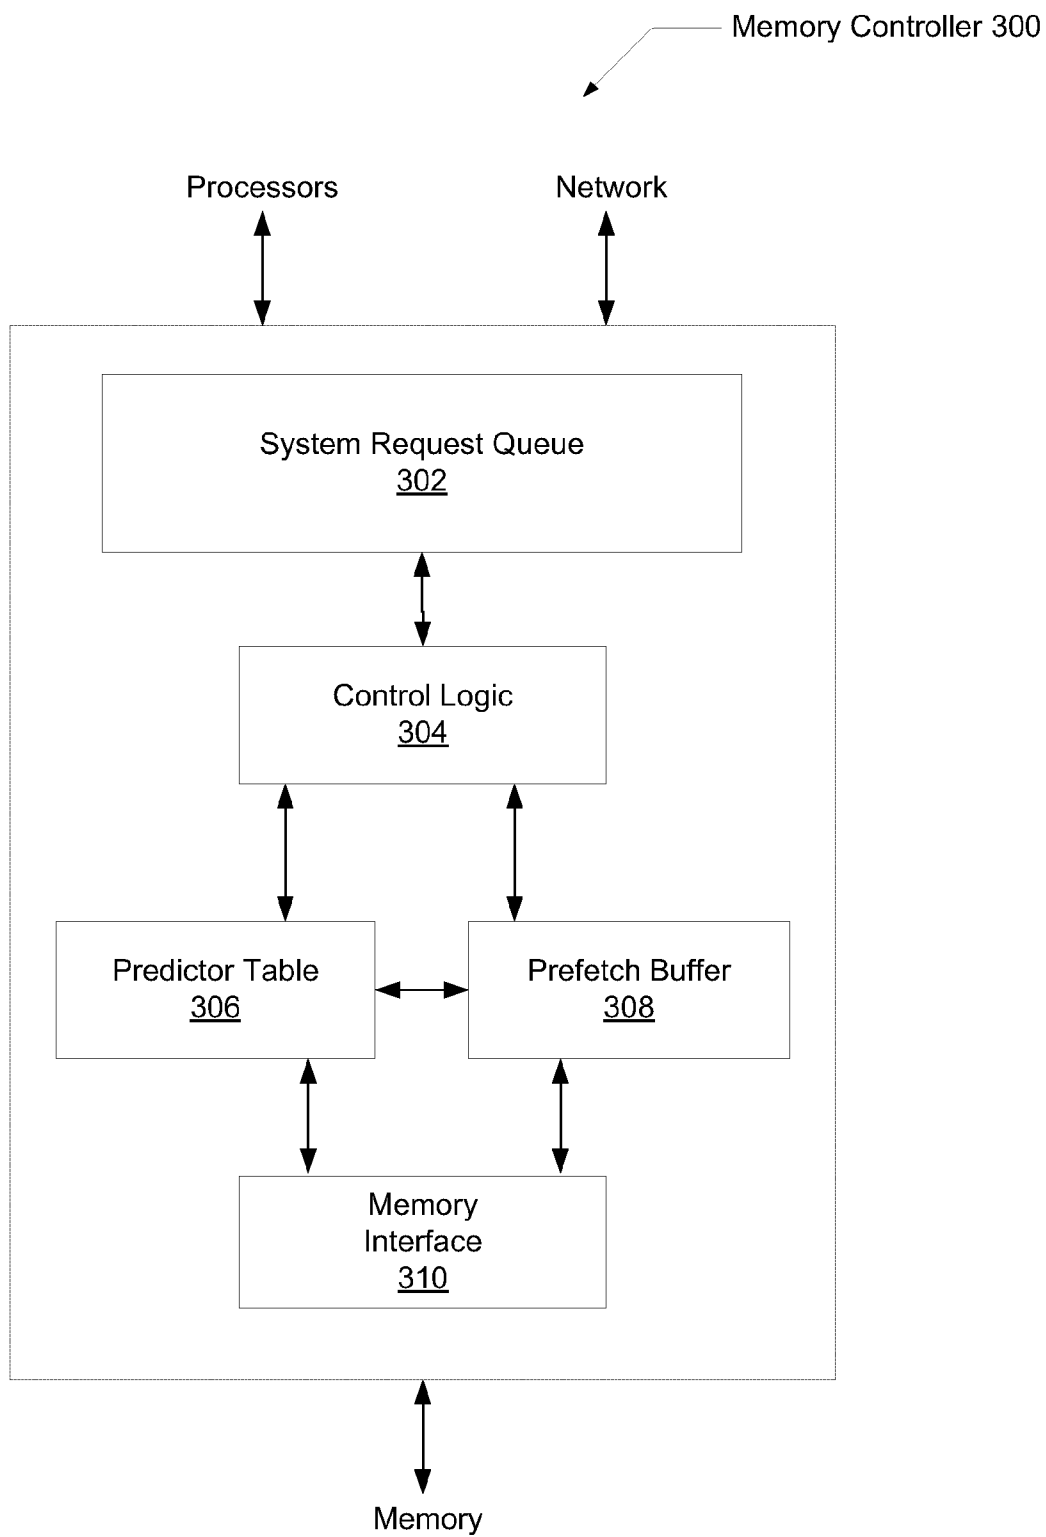 Memory Controller 300
Processors
Network
System Request Queue
302
Control Logic
304
Predictor Table
306
Prefetch Buffer
308
Memory
Interface
310
Memory